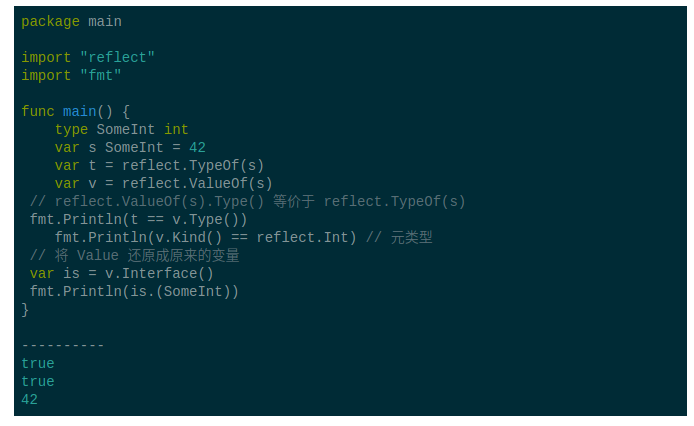 package main

import "reflect"
import "fmt"

func main() {
    type SomeInt int
    var s SomeInt = 42
    var t = reflect.TypeOf(s)
    var v = reflect.ValueOf(s)
 // reflect.ValueOf(s).Type() 等价于 reflect.TypeOf(s)
 fmt.Println(t == v.Type())
    fmt.Println(v.Kind() == reflect.Int) // 元类型
 // 将 Value 还原成原来的变量
 var is = v.Interface()
 fmt.Println(is.(SomeInt))
}

----------
true
true
42